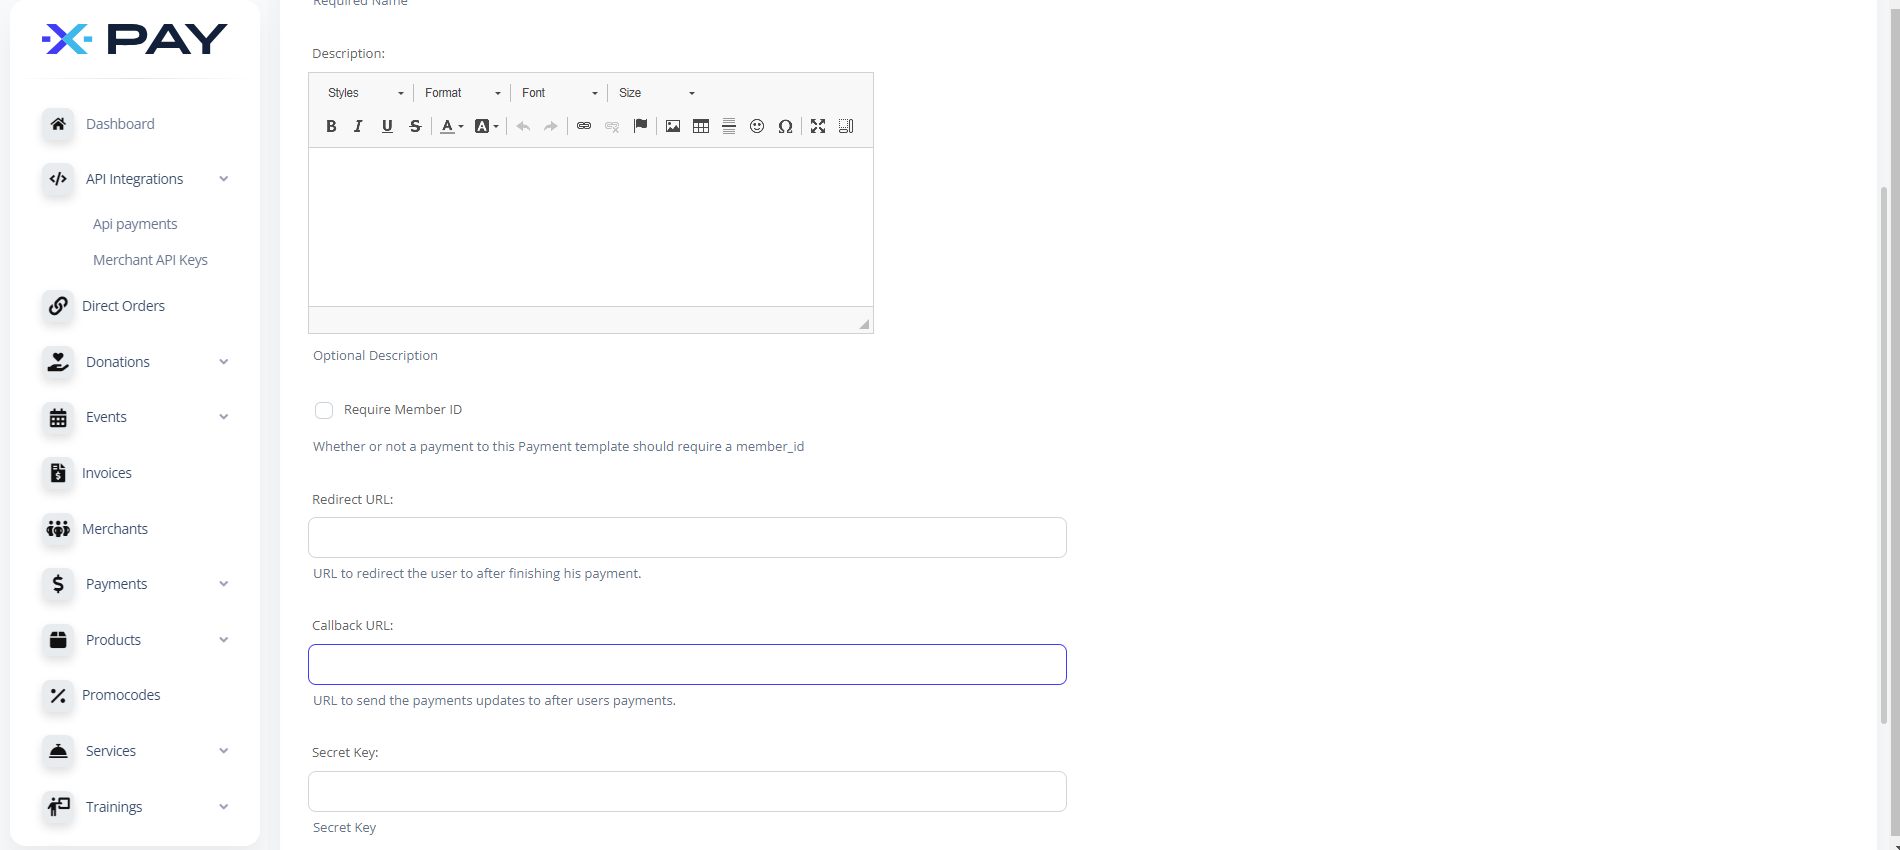 PAY
Dashboard
API Integrations
Api payments
Merchant API Keys
Direct Orders
Donations
Events
Invoices
Merchants
Payments
Products
Promocodes
Services
Trainings
Required Name
Description:
Styles Format Font Size
B I U S A A Ω
Optional Description
Require Member ID
Whether or not a payment to this Payment template should require a member_id
Redirect URL:
URL to redirect the user to after finishing his payment.
Callback URL:
URL to send the payments updates to after users payments.
Secret Key:
Secret Key